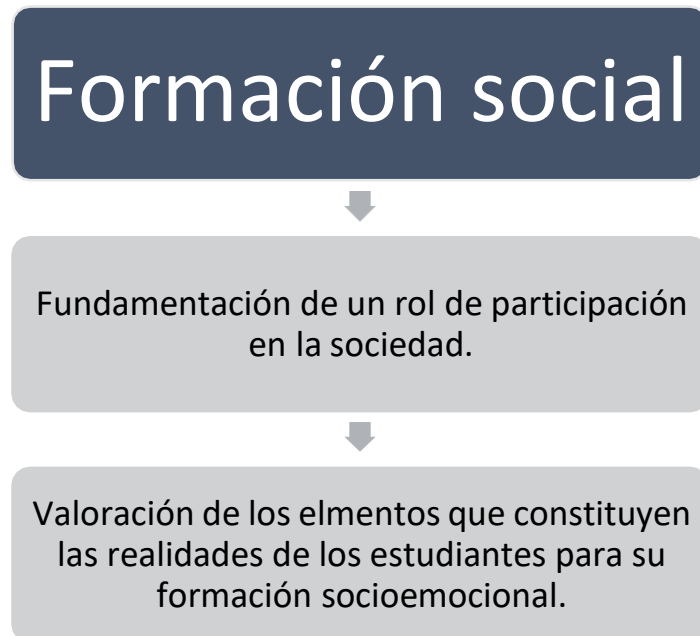 Formación social
Fundamentación de un rol de participación
en la sociedad.
Valoración de los elmentos que constituyen
las realidades de los estudiantes para su
formación socioemocional.